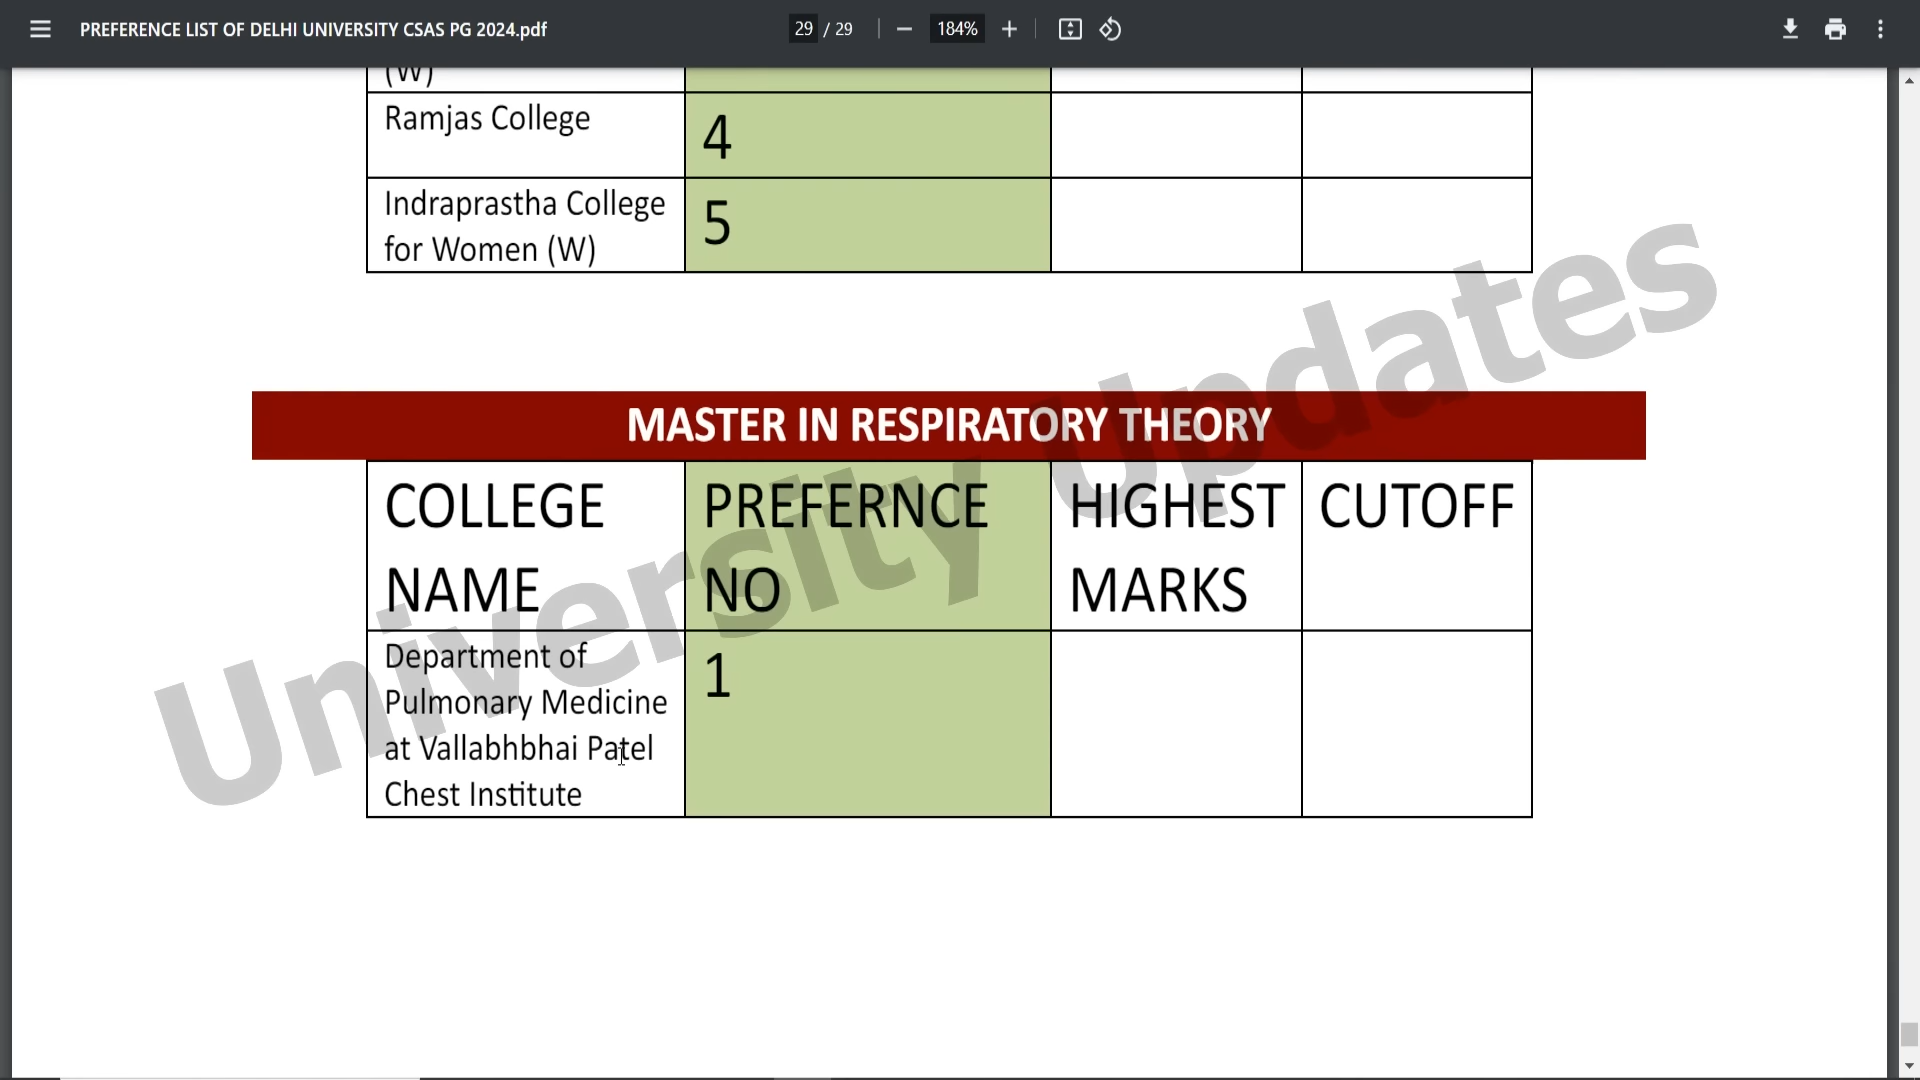 PREFERENCE LIST OF DELHI UNIVERSITY CSAS PG 2024.pdf
29 / 29
184%
(W)
Ramjas College
4
Indraprastha College
for Women (W)
5
MASTER IN RESPIRATORY THEORY
COLLEGE
NAME
PREFERNCE
NO
HIGHEST
MARKS
CUTOFF
Department of
Pulmonary Medicine
at Vallabhbhai Patel
Chest Institute
1
University Updates